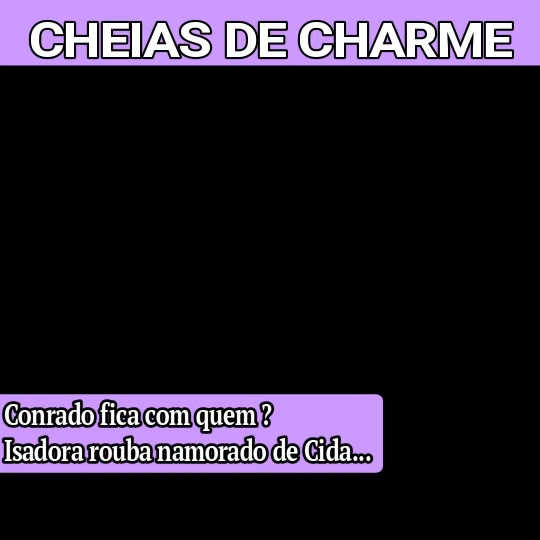 CHEIAS DE CHARME
Conrado fica com quem ?
Isadora rouba namorado de Cida...